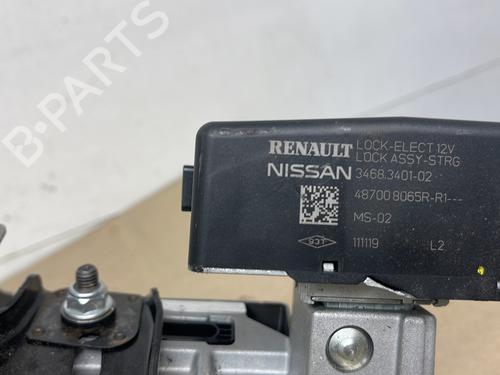 B-PARTS
RENAULT LOCK-ELECT 12V
LOCK ASSY-STRG
NISSAN 3468.3401-02
48700 8065R-R1---
MS-02
93T
111119 L2